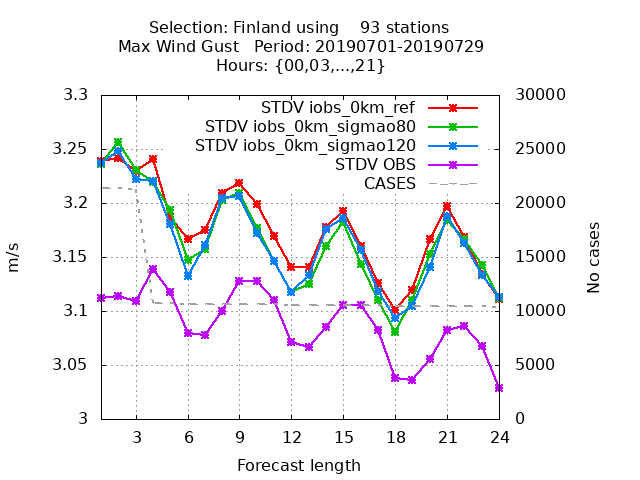 Selection: Finland using    93 stations
Max Wind Gust   Period: 20190701-20190729
Hours: {00,03,...,21}
3.3
3.25
3.2
3.15
3.1
3.05
3
m/s
STDV iobs_0km_ref
STDV iobs_0km_sigmao80
STDV iobs_0km_sigmao120
STDV OBS
CASES
30000
25000
20000
15000
10000
5000
0
No cases
3 6 9 12 15 18 21 24
Forecast length